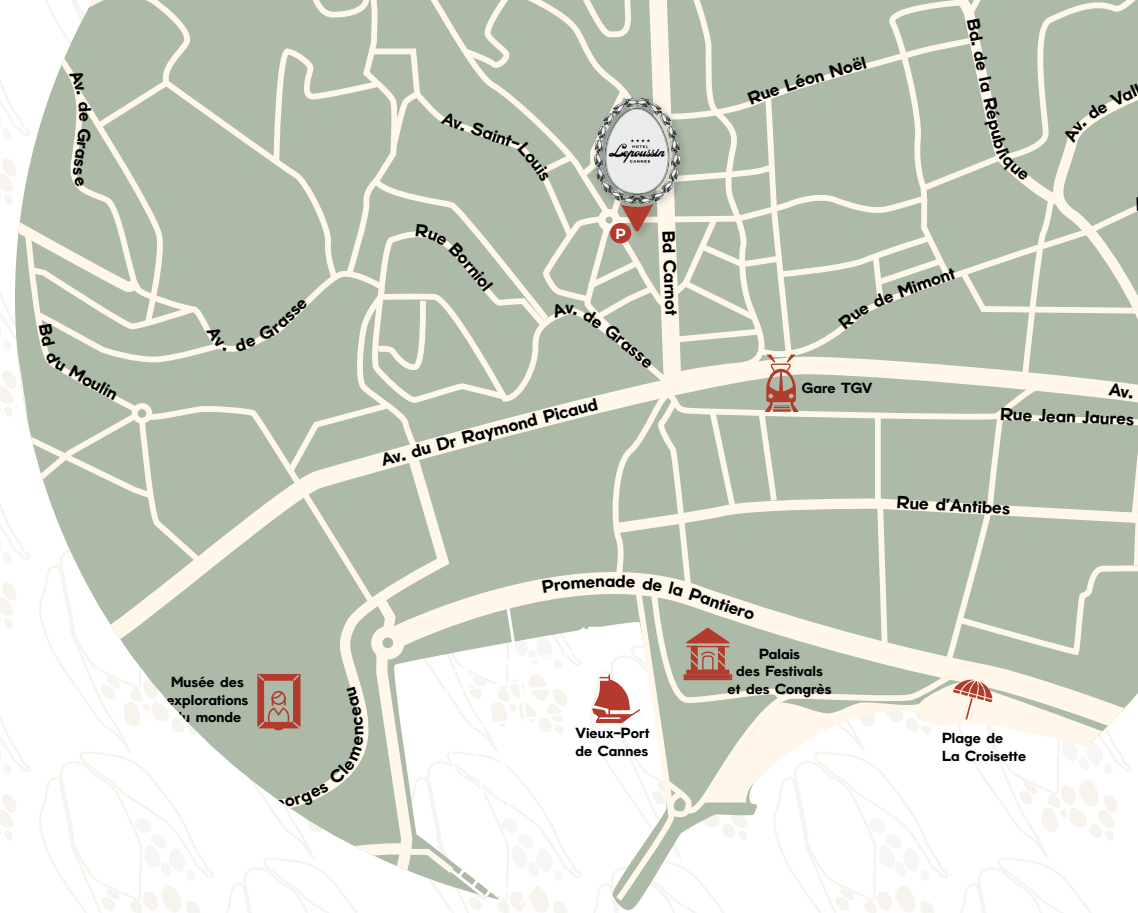 Av. de Grasse
Bd. de la République
Rue Léon Noël
Av. de Vall
Av. Saint-Louis
★★★★
HOTEL
Lepoussin
CANNES
P
Rue Borniol
Bd Carnot
Av. de Grasse
Av. de Grasse
Rue de Mimont
Bd du Moulin
Gare TGV
Av.
Rue Jean Jaures
Av. du Dr Raymond Picaud
Rue d'Antibes
Promenade de la Pantiero
Palais
des Festivals
et des Congrès
Musée des
explorations
du monde
eorges Clemenceau
Vieux-Port
de Cannes
Plage de
La Croisette